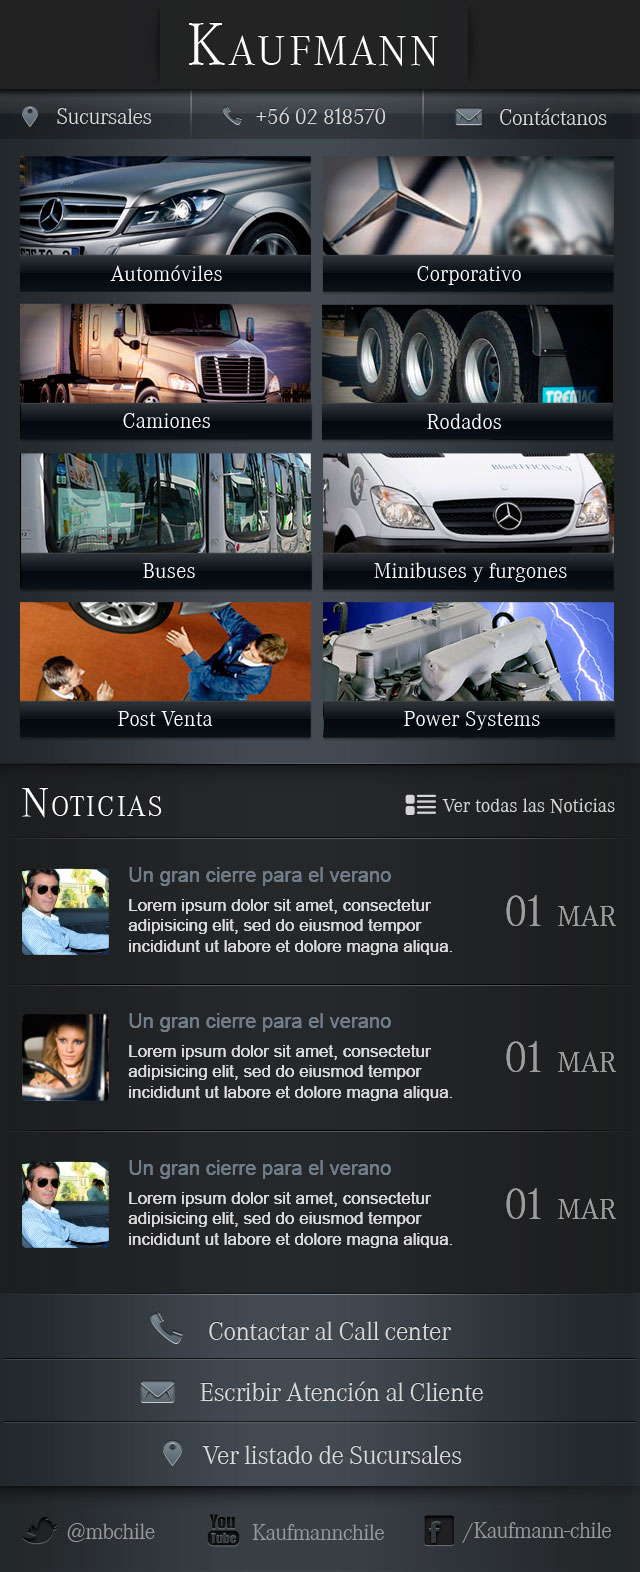 KAUFMANN
Sucursales
+56 02 818570
Contáctanos
Automóviles
Corporativo
TREMAC
Camiones
Rodados
BlueEFFICIENCY
Buses
Minibuses y furgones
Post Venta
Power Systems
NOTICIAS
Ver todas las Noticias
Un gran cierre para el verano
Lorem ipsum dolor sit amet, consectetur
adipisicing elit, sed do eiusmod tempor
incididunt ut labore et dolore magna aliqua.
01 MAR
Un gran cierre para el verano
Lorem ipsum dolor sit amet, consectetur
adipisicing elit, sed do eiusmod tempor
incididunt ut labore et dolore magna aliqua.
01 MAR
Un gran cierre para el verano
Lorem ipsum dolor sit amet, consectetur
adipisicing elit, sed do eiusmod tempor
incididunt ut labore et dolore magna aliqua.
01 MAR
Contactar al Call center
Escribir Atención al Cliente
Ver listado de Sucursales
@mbchile
You
Tube
Kaufmannchile
f
/Kaufmann-chile